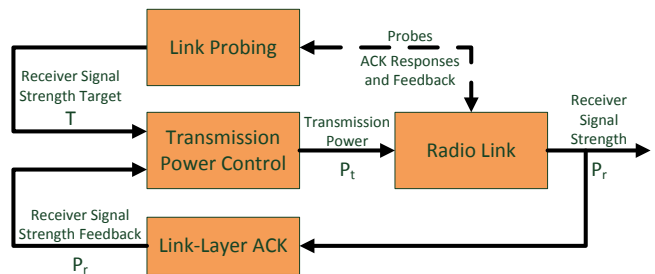 Link Probing
Probes
ACK Responses
and Feedback
Receiver Signal
Strength Target
T
Transmission
Power Control
Transmission
Power
Pt
Radio Link
Receiver
Signal
Strength
Pr
Receiver Signal
Strength Feedback
Pr
Link-Layer ACK